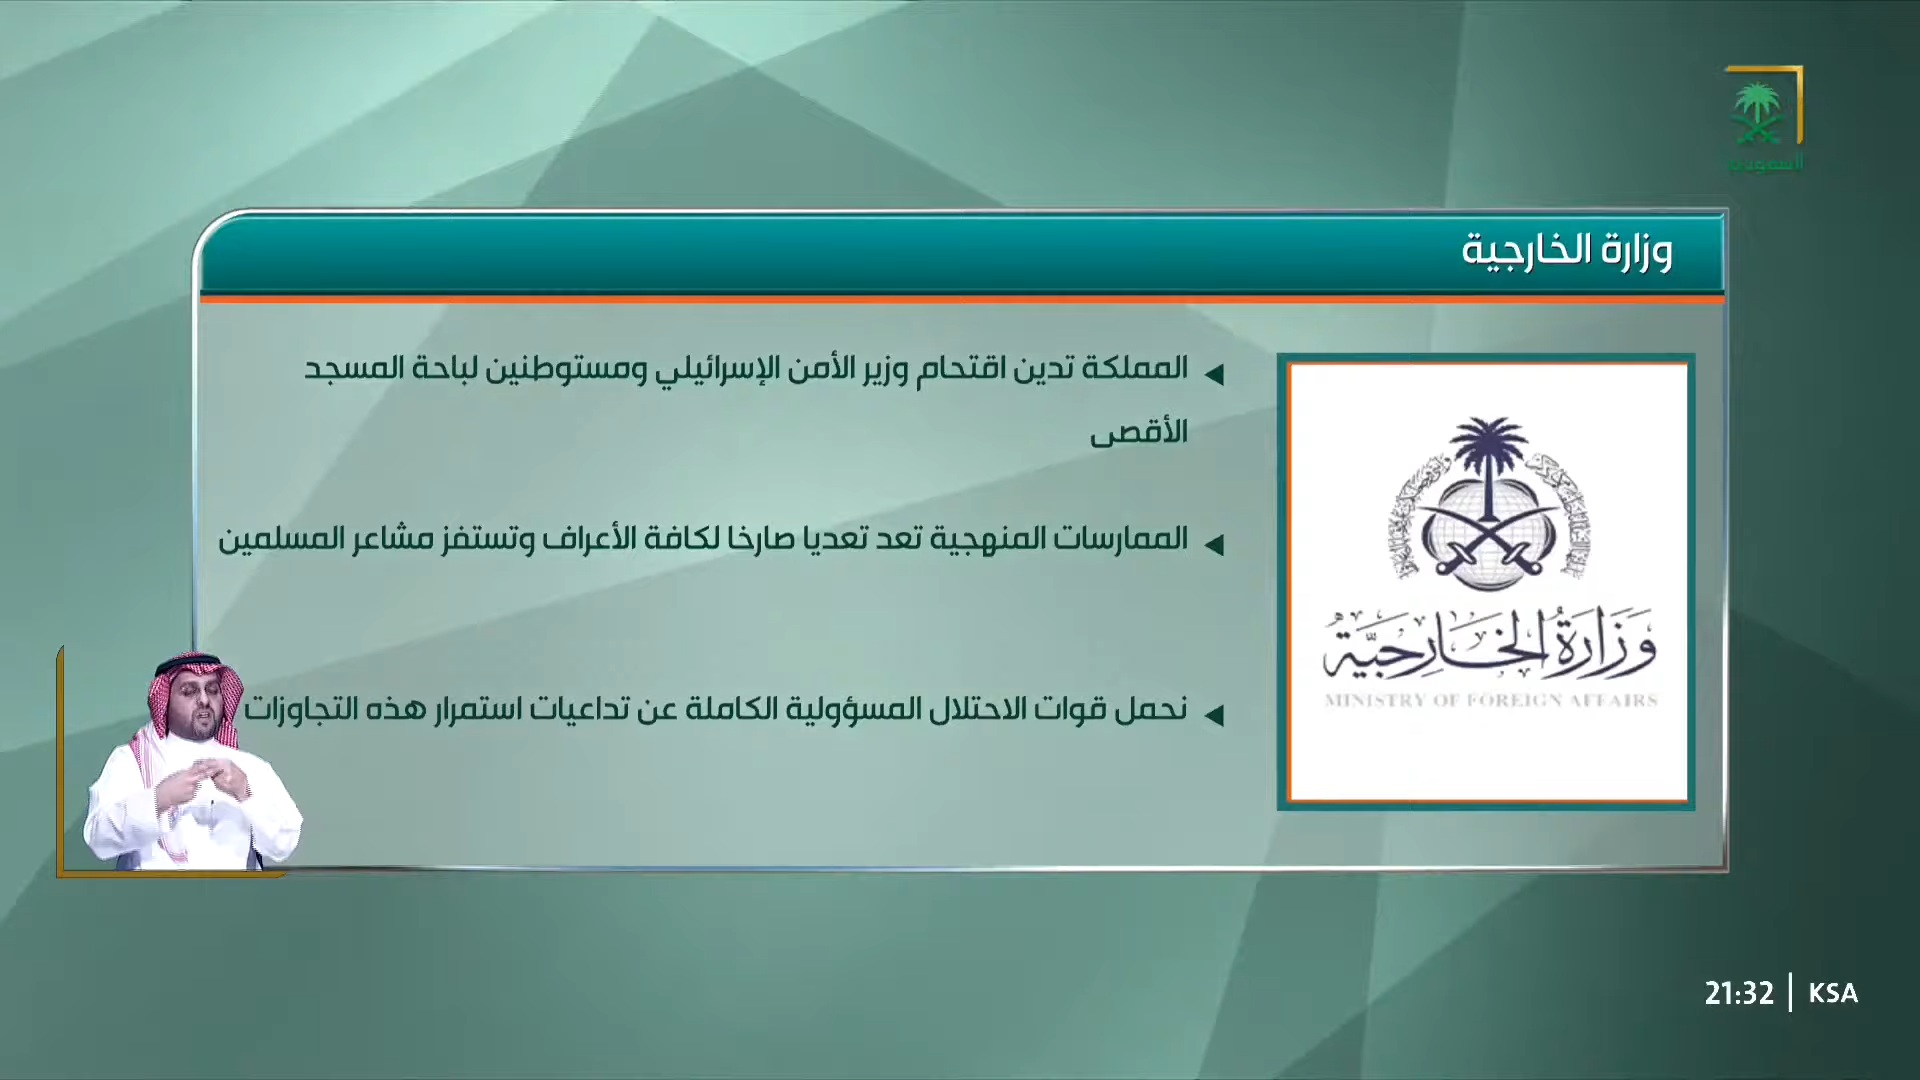 السعودية
وزارة الخارجية
المملكة تدين اقتحام وزير الأمن الإسرائيلي ومستوطنين لباحة المسجد
الأقصى
الممارسات المنهجية تعد تعديا صارخا لكافة الأعراف وتستفز مشاعر المسلمين
نحمل قوات الاحتلال المسؤولية الكاملة عن تداعيات استمرار هذه التجاوزات
وزارة الخارجية
MINISTRY OF FOREIGN AFFAIRS
21:32 | KSA